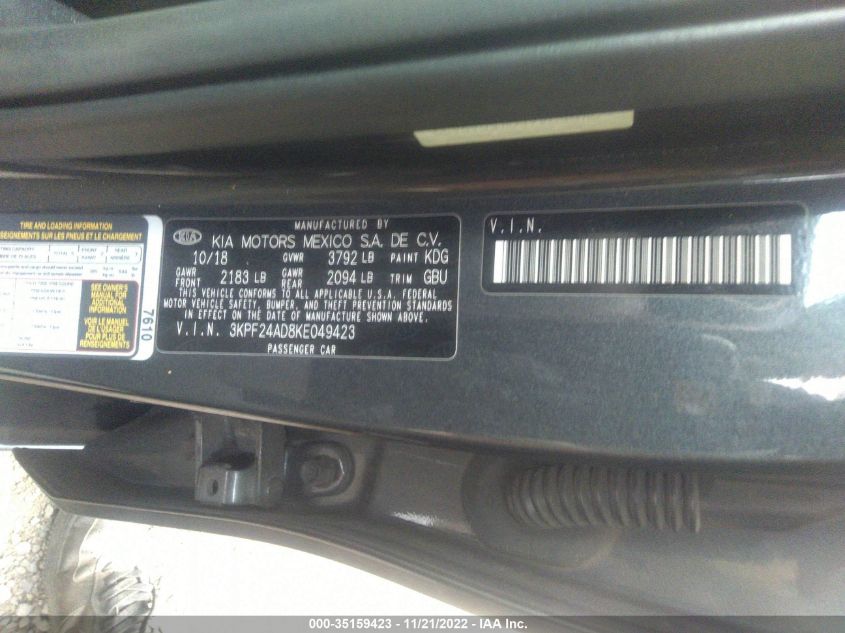 TIRE AND LOADING INFORMATION
SEE OWNER'S
MANUAL FOR
ADDITIONAL
INFORMATION
VOIR LE MANUEL
DE L'USAGER
POUR PLUS DE
RENSEIGNEMENTS
7610
MANUFACTURED BY
KIA KIA MOTORS MEXICO S.A. DE C.V.
10/18 GVWR 3792 LB PAINT KDG
GAWR FRONT 2183 LB GAWR REAR 2094 LB TRIM GBU
THIS VEHICLE CONFORMS TO ALL APPLICABLE U.S.A. FEDERAL
MOTOR VEHICLE SAFETY, BUMPER, AND THEFT PREVENTION STANDARDS
IN EFFECT ON THE DATE OF MANUFACTURE SHOWN ABOVE.
V.I.N. 3KPF24AD8KE049423
PASSENGER CAR
V.I.N.
000-35159423 - 11/21/2022 - IAA Inc.